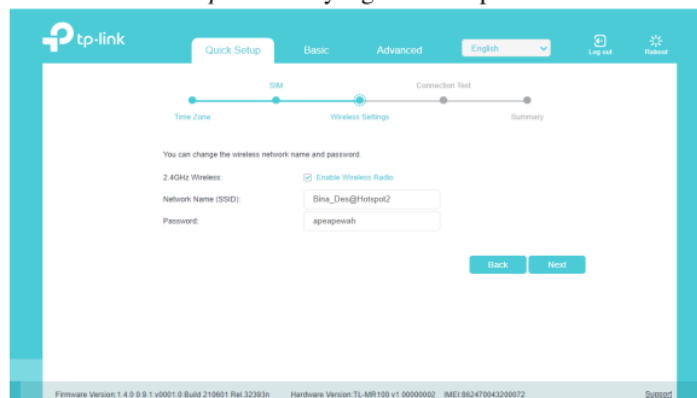 tp-link
Quick Setup Basic Advanced English Log out Reboot
SIM Connection Test
Time Zone Wireless Settings Summary
You can change the wireless network name and password.
2.4GHz Wireless: Enable Wireless Radio
Network Name (SSID): Bina_Des@Hotspot2
Password: apeapewah
Back Next
Firmware Version:1.4.0 0.9.1 v0001.0 Build 210601 Rel.32393n Hardware Version:TL-MR100 v1 00000002 IMEI:862470043200072 Support